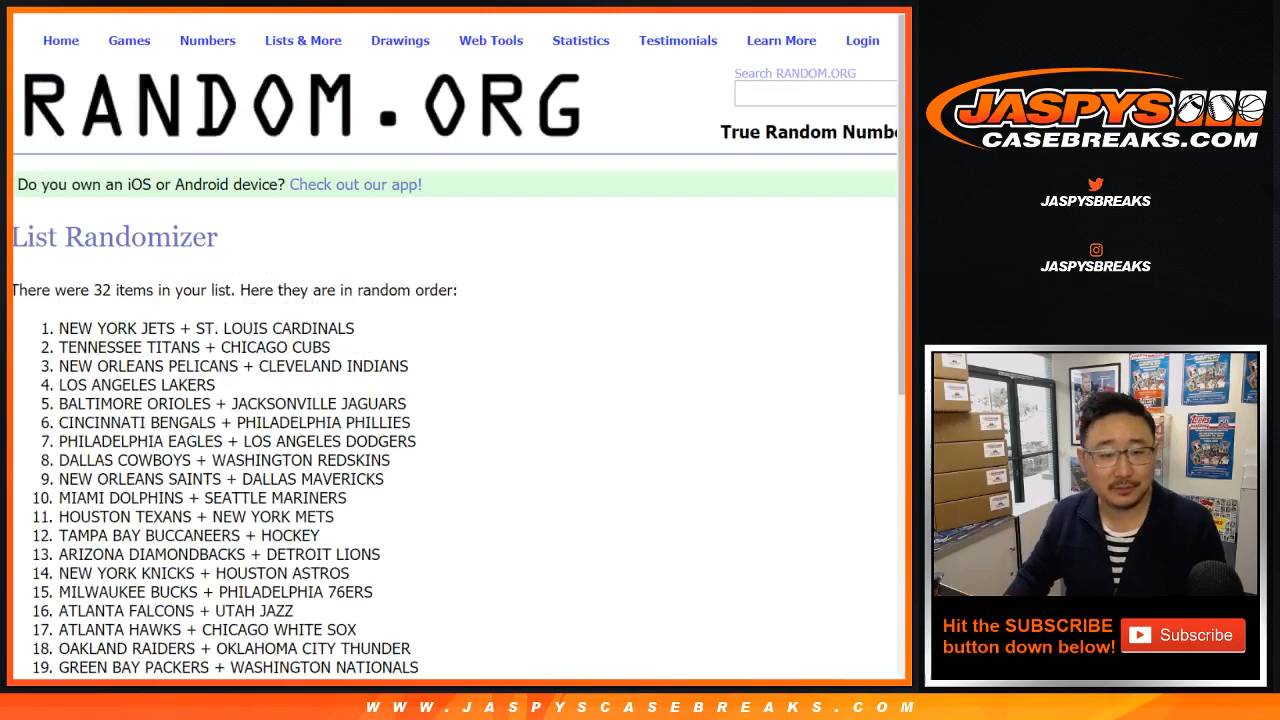 Home Games Numbers Lists & More Drawings Web Tools Statistics Testimonials Learn More Login
RANDOM.ORG
Search RANDOM.ORG
True Random Numbe
Do you own an iOS or Android device? Check out our app!
List Randomizer
There were 32 items in your list. Here they are in random order:
1. NEW YORK JETS + ST. LOUIS CARDINALS
2. TENNESSEE TITANS + CHICAGO CUBS
3. NEW ORLEANS PELICANS + CLEVELAND INDIANS
4. LOS ANGELES LAKERS
5. BALTIMORE ORIOLES + JACKSONVILLE JAGUARS
6. CINCINNATI BENGALS + PHILADELPHIA PHILLIES
7. PHILADELPHIA EAGLES + LOS ANGELES DODGERS
8. DALLAS COWBOYS + WASHINGTON REDSKINS
9. NEW ORLEANS SAINTS + DALLAS MAVERICKS
10. MIAMI DOLPHINS + SEATTLE MARINERS
11. HOUSTON TEXANS + NEW YORK METS
12. TAMPA BAY BUCCANEERS + HOCKEY
13. ARIZONA DIAMONDBACKS + DETROIT LIONS
14. NEW YORK KNICKS + HOUSTON ASTROS
15. MILWAUKEE BUCKS + PHILADELPHIA 76ERS
16. ATLANTA FALCONS + UTAH JAZZ
17. ATLANTA HAWKS + CHICAGO WHITE SOX
18. OAKLAND RAIDERS + OKLAHOMA CITY THUNDER
19. GREEN BAY PACKERS + WASHINGTON NATIONALS
JASPYS
CASEBREAKS.COM
JASPYSBREAKS
JASPYSBREAKS
Hit the SUBSCRIBE
button down below!
Subscribe
WWW.JASPYSCASEBREAKS.COM